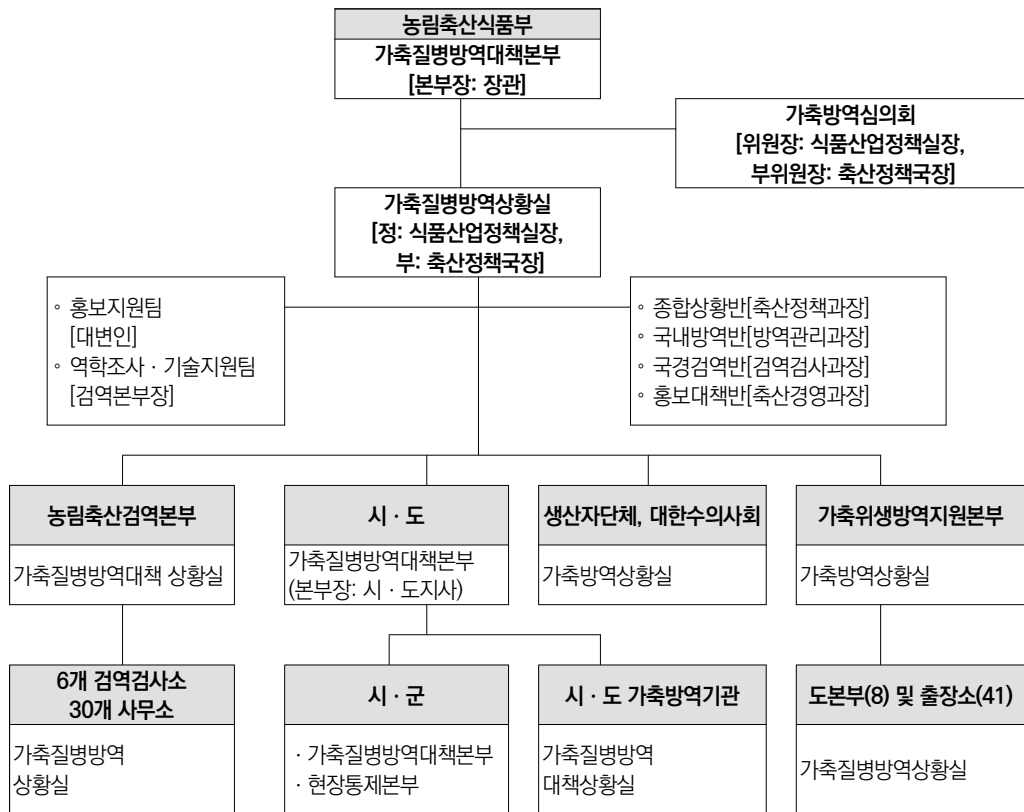 농림축산식품부
가축질병방역대책본부
[본부장: 장관]
가축방역심의회
[위원장: 식품산업정책실장,
부위원장: 축산정책국장]
가축질병방역상황실
[정: 식품산업정책실장,
부: 축산정책국장]
◦ 홍보지원팀
[대변인]
◦ 역학조사 · 기술지원팀
[검역본부장]
◦ 종합상황반[축산정책과장]
◦ 국내방역반[방역관리과장]
◦ 국경검역반[검역검사과장]
◦ 홍보대책반[축산경영과장]
농림축산검역본부
가축질병방역대책 상황실
시 · 도
가축질병방역대책본부
(본부장: 시 · 도지사)
생산자단체, 대한수의사회
가축방역상황실
가축위생방역지원본부
가축방역상황실
6개 검역검사소
30개 사무소
가축질병방역
상황실
시 · 군
· 가축질병방역대책본부
· 현장통제본부
시 · 도 가축방역기관
가축질병방역
대책상황실
도본부(8) 및 출장소(41)
가축질병방역상황실